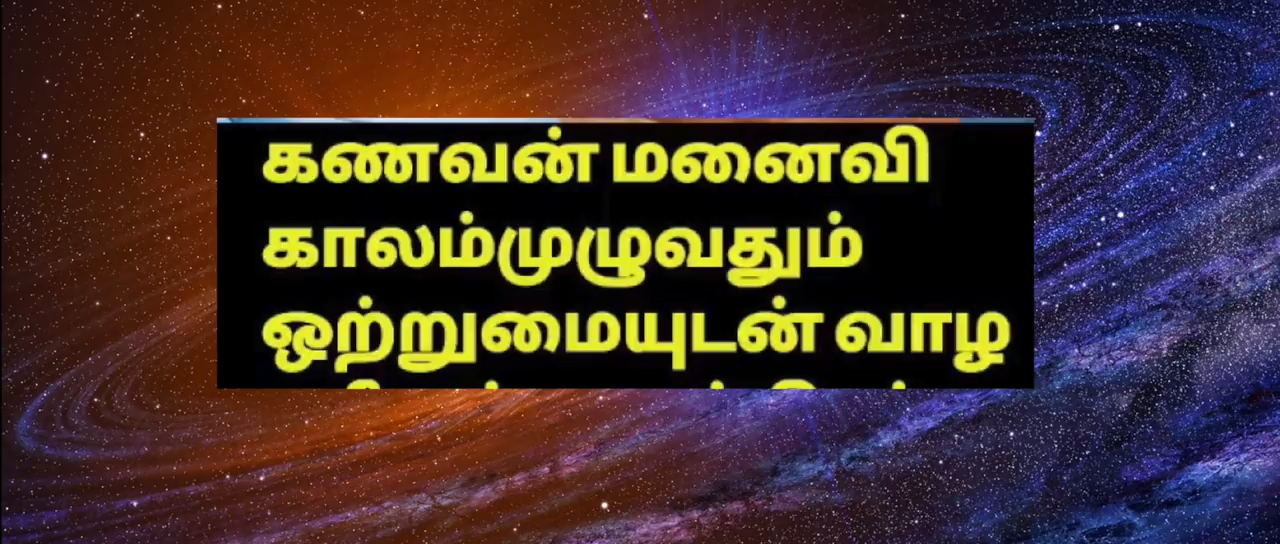 கணவன் மனைவி
காலம்முழுவதும்
ஒற்றுமையுடன் வாழ